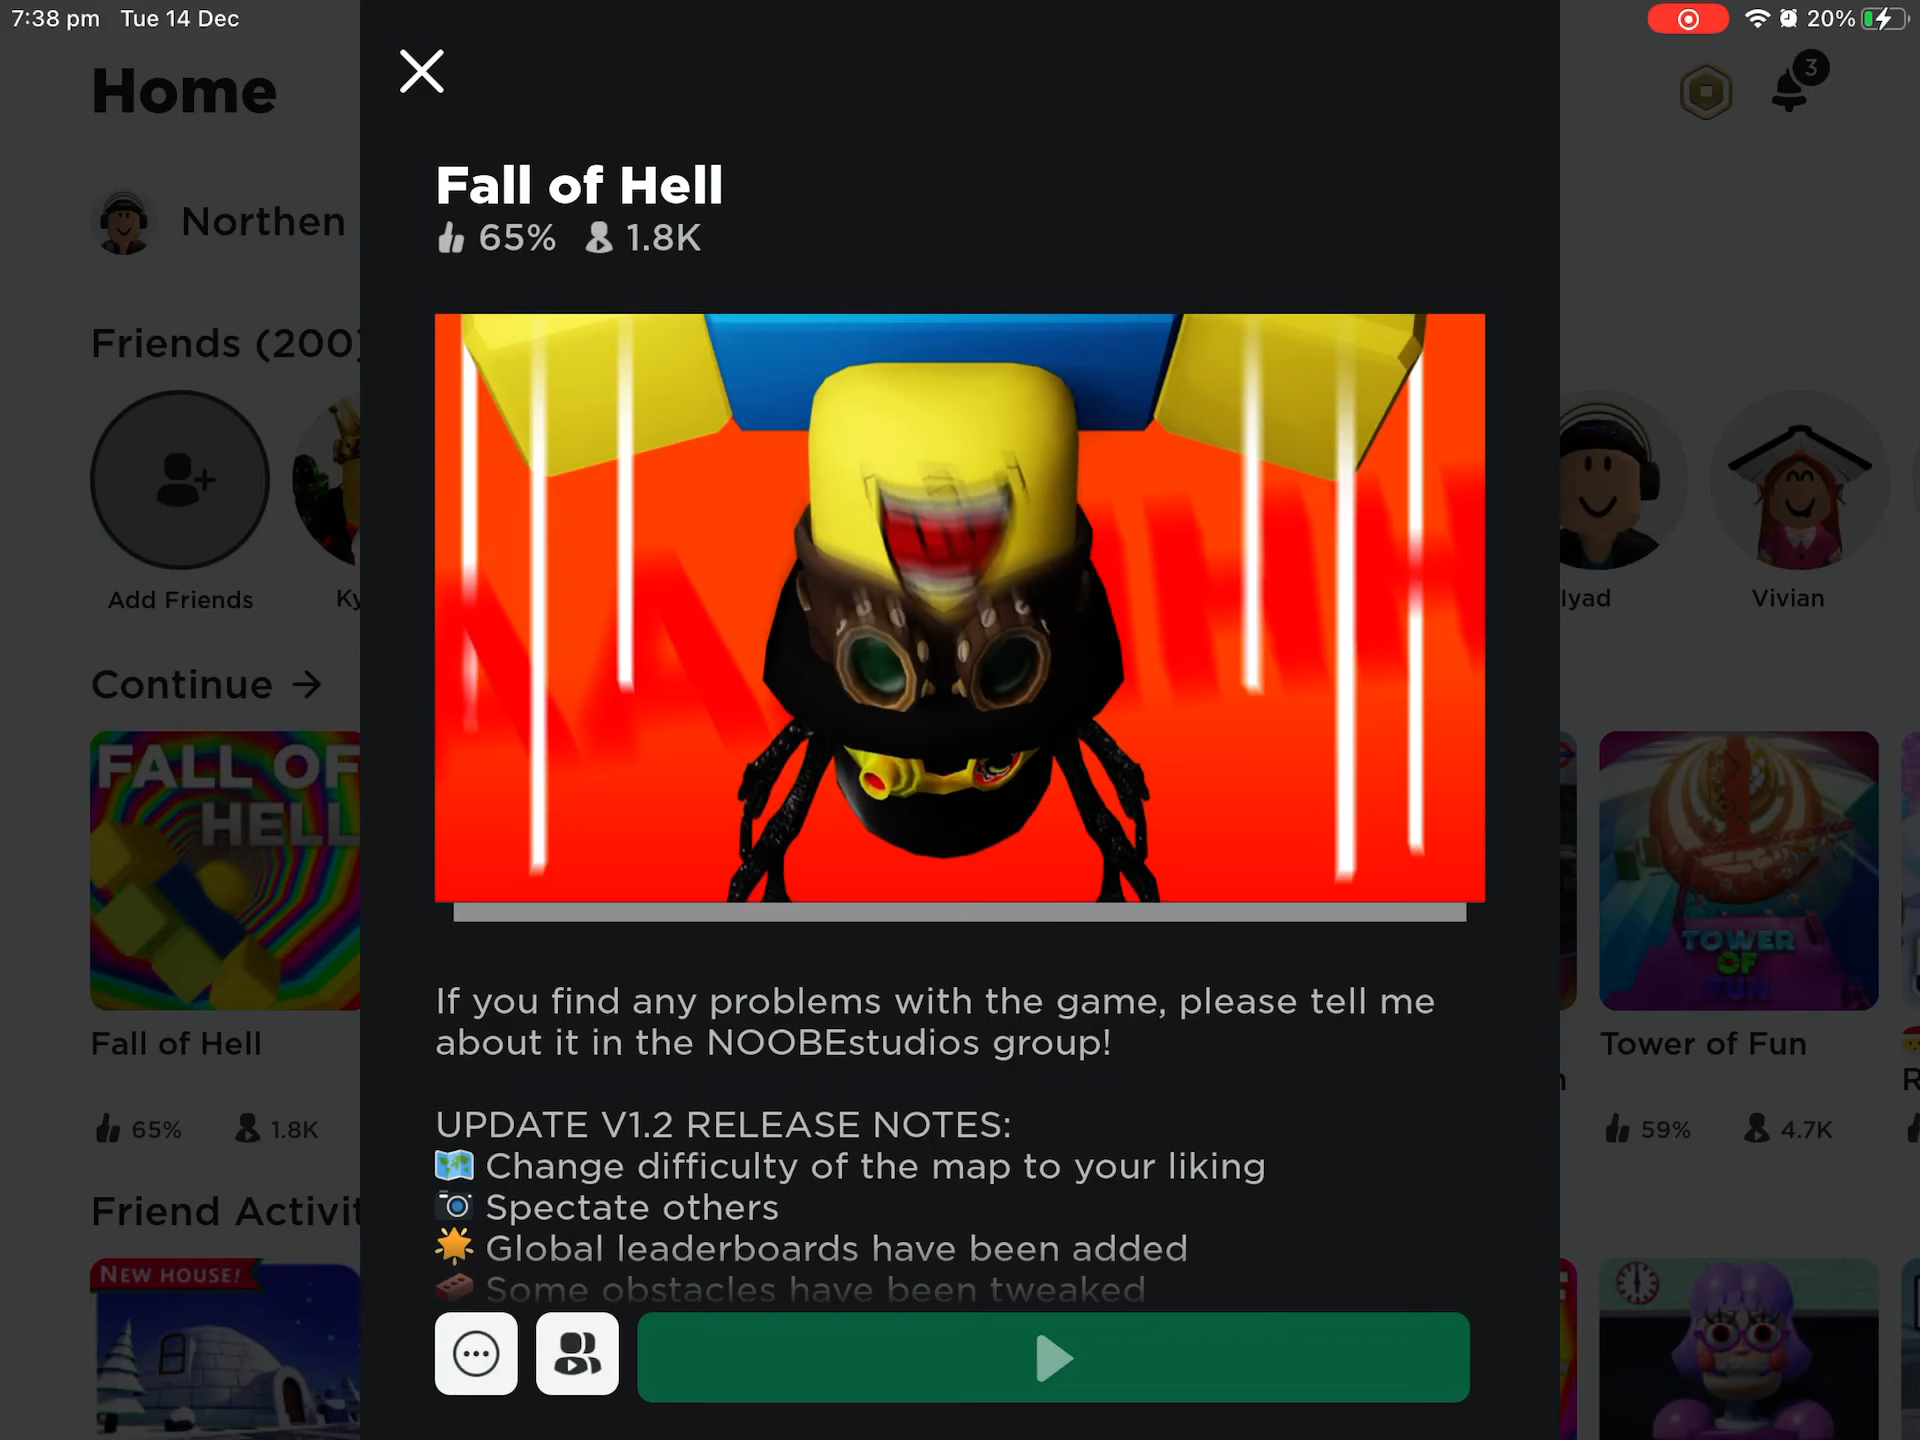 7:38 pm Tue 14 Dec
20%
Home
3
Northen
Friends (200)
Add Friends
Ky
Iyad
Vivian
Continue →
FALL OF
HELL
Fall of Hell
65% 1.8K
Friend Activit
NEW HOUSE!
Fall of Hell
65% 1.8K
AA HHH
If you find any problems with the game, please tell me
about it in the NOOBEstudios group!
UPDATE V1.2 RELEASE NOTES:
🗺️ Change difficulty of the map to your liking
📷 Spectate others
🌟 Global leaderboards have been added
🧱 Some obstacles have been tweaked
TOWER
OF
FUN
Tower of Fun
59% 4.7K
R